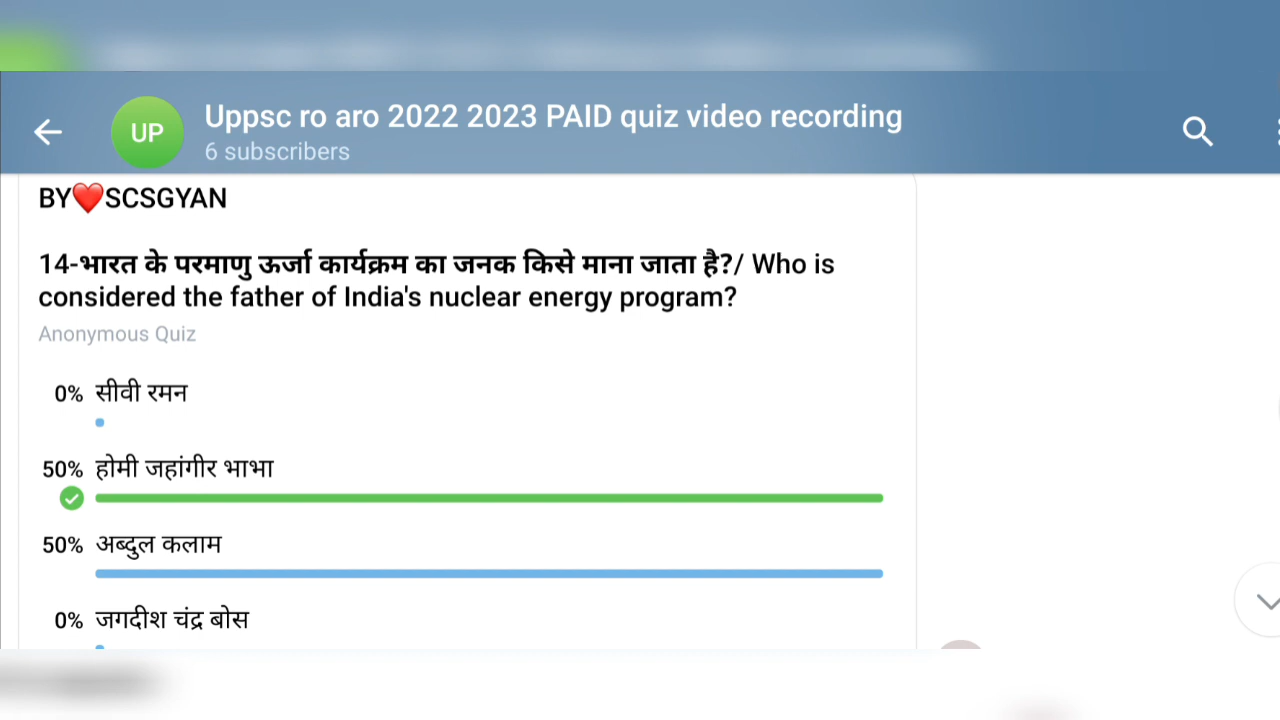 UP
Uppsc ro aro 2022 2023 PAID quiz video recording
6 subscribers
BY❤️SCSGYAN
14-भारत के परमाणु ऊर्जा कार्यक्रम का जनक किसे माना जाता है?/ Who is
considered the father of India's nuclear energy program?
Anonymous Quiz
0% सीवी रमन
50% होमी जहांगीर भाभा
50% अब्दुल कलाम
0% जगदीश चंद्र बोस